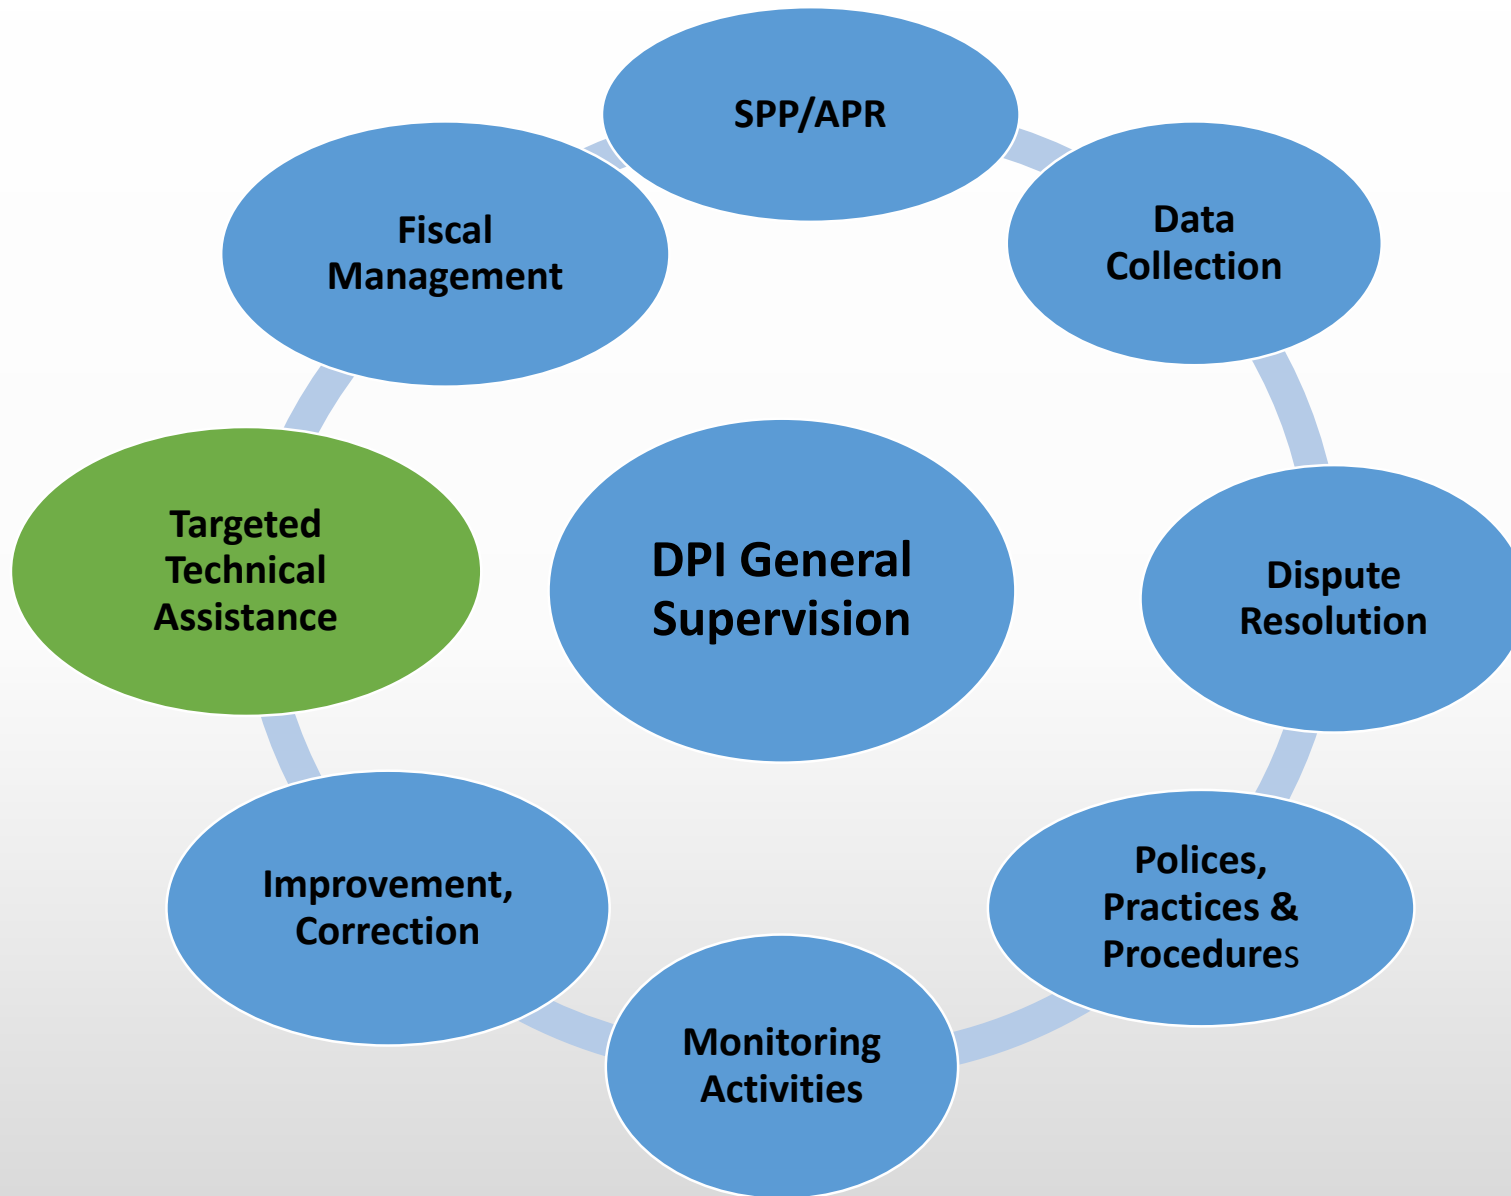 SPP/APR
Data
Collection
Dispute
Resolution
Polices,
Practices &
Procedures
Monitoring
Activities
Improvement,
Correction
Targeted
Technical
Assistance
Fiscal
Management
DPI General
Supervision